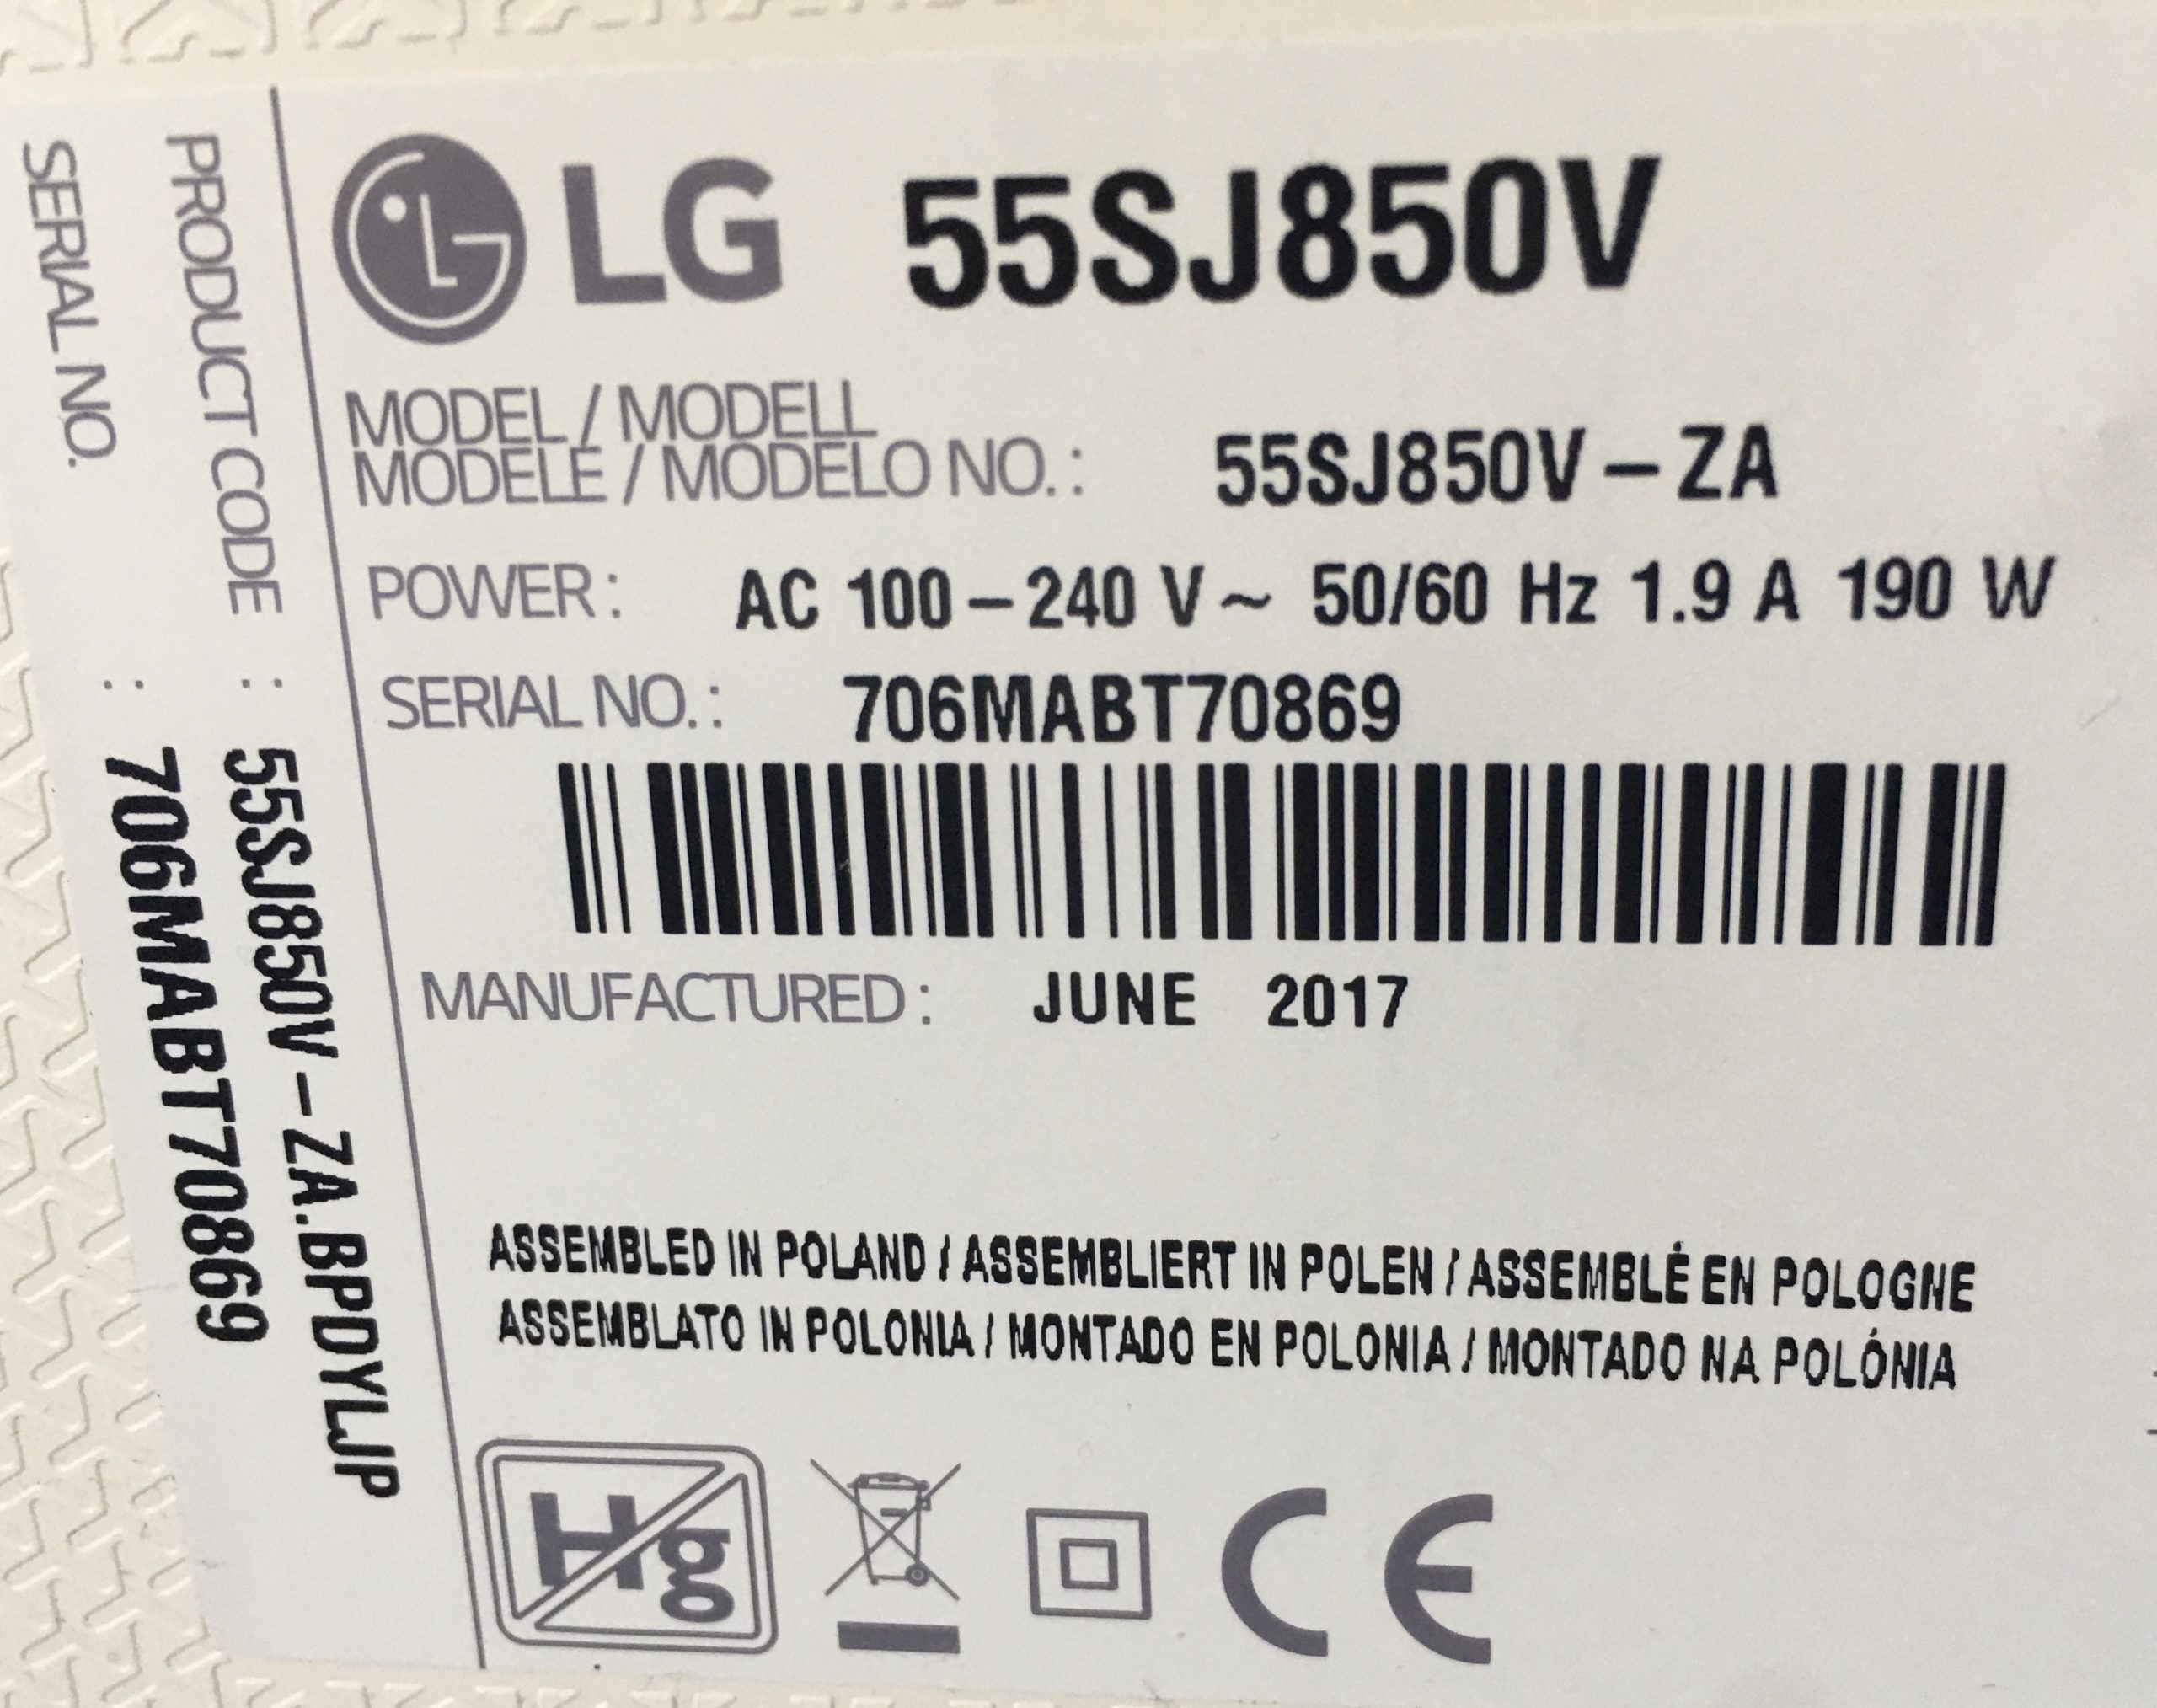 SERIAL NO. : 706MABT70869
PRODUCT CODE : 55SJ850V-ZA.BPDYLJP
LG 55SJ850V
MODEL / MODELL
MODELE / MODELO NO. : 55SJ850V-ZA
POWER : AC 100-240 V~ 50/60 Hz 1.9 A 190 W
SERIAL NO. : 706MABT70869
MANUFACTURED : JUNE 2017
ASSEMBLED IN POLAND / ASSEMBLIERT IN POLEN / ASSEMBLÉ EN POLOGNE
ASSEMBLATO IN POLONIA / MONTADO EN POLONIA / MONTADO NA POLÓNIA
Hg CE